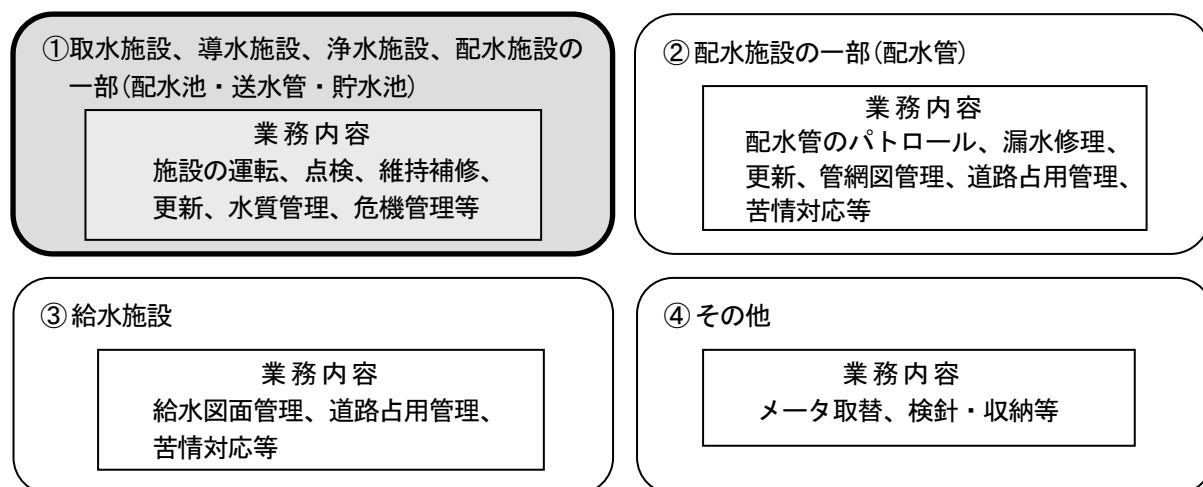 ①取水施設、導水施設、浄水施設、配水施設の
一部(配水池・送水管・貯水池)
業務内容
施設の運転、点検、維持補修、
更新、水質管理、危機管理等
②配水施設の一部(配水管)
業務内容
配水管のパトロール、漏水修理、
更新、管網図管理、道路占用管理、
苦情対応等
③給水施設
業務内容
給水図面管理、道路占用管理、
苦情対応等
④その他
業務内容
メータ取替、検針・収納等